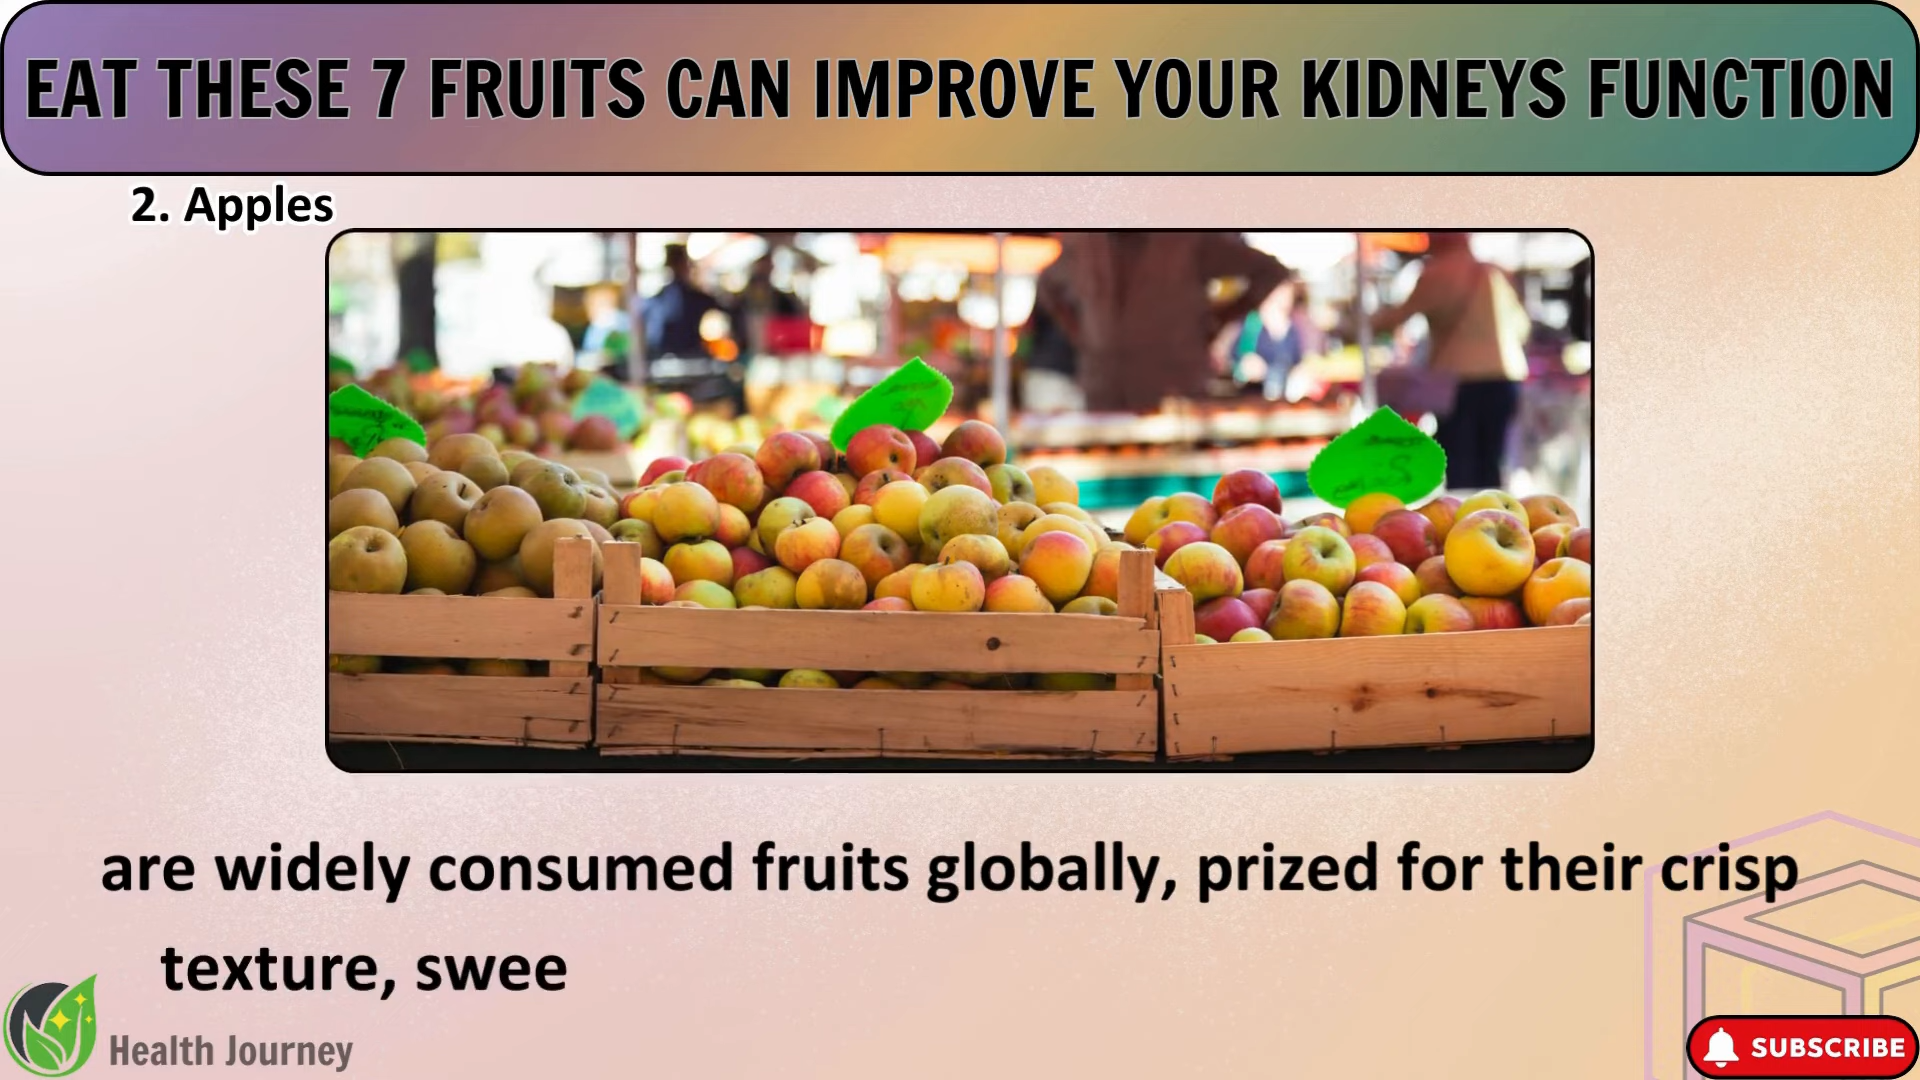 EAT THESE 7 FRUITS CAN IMPROVE YOUR KIDNEYS FUNCTION
2. Apples
are widely consumed fruits globally, prized for their crisp
texture, swee
Health Journey
SUBSCRIBE